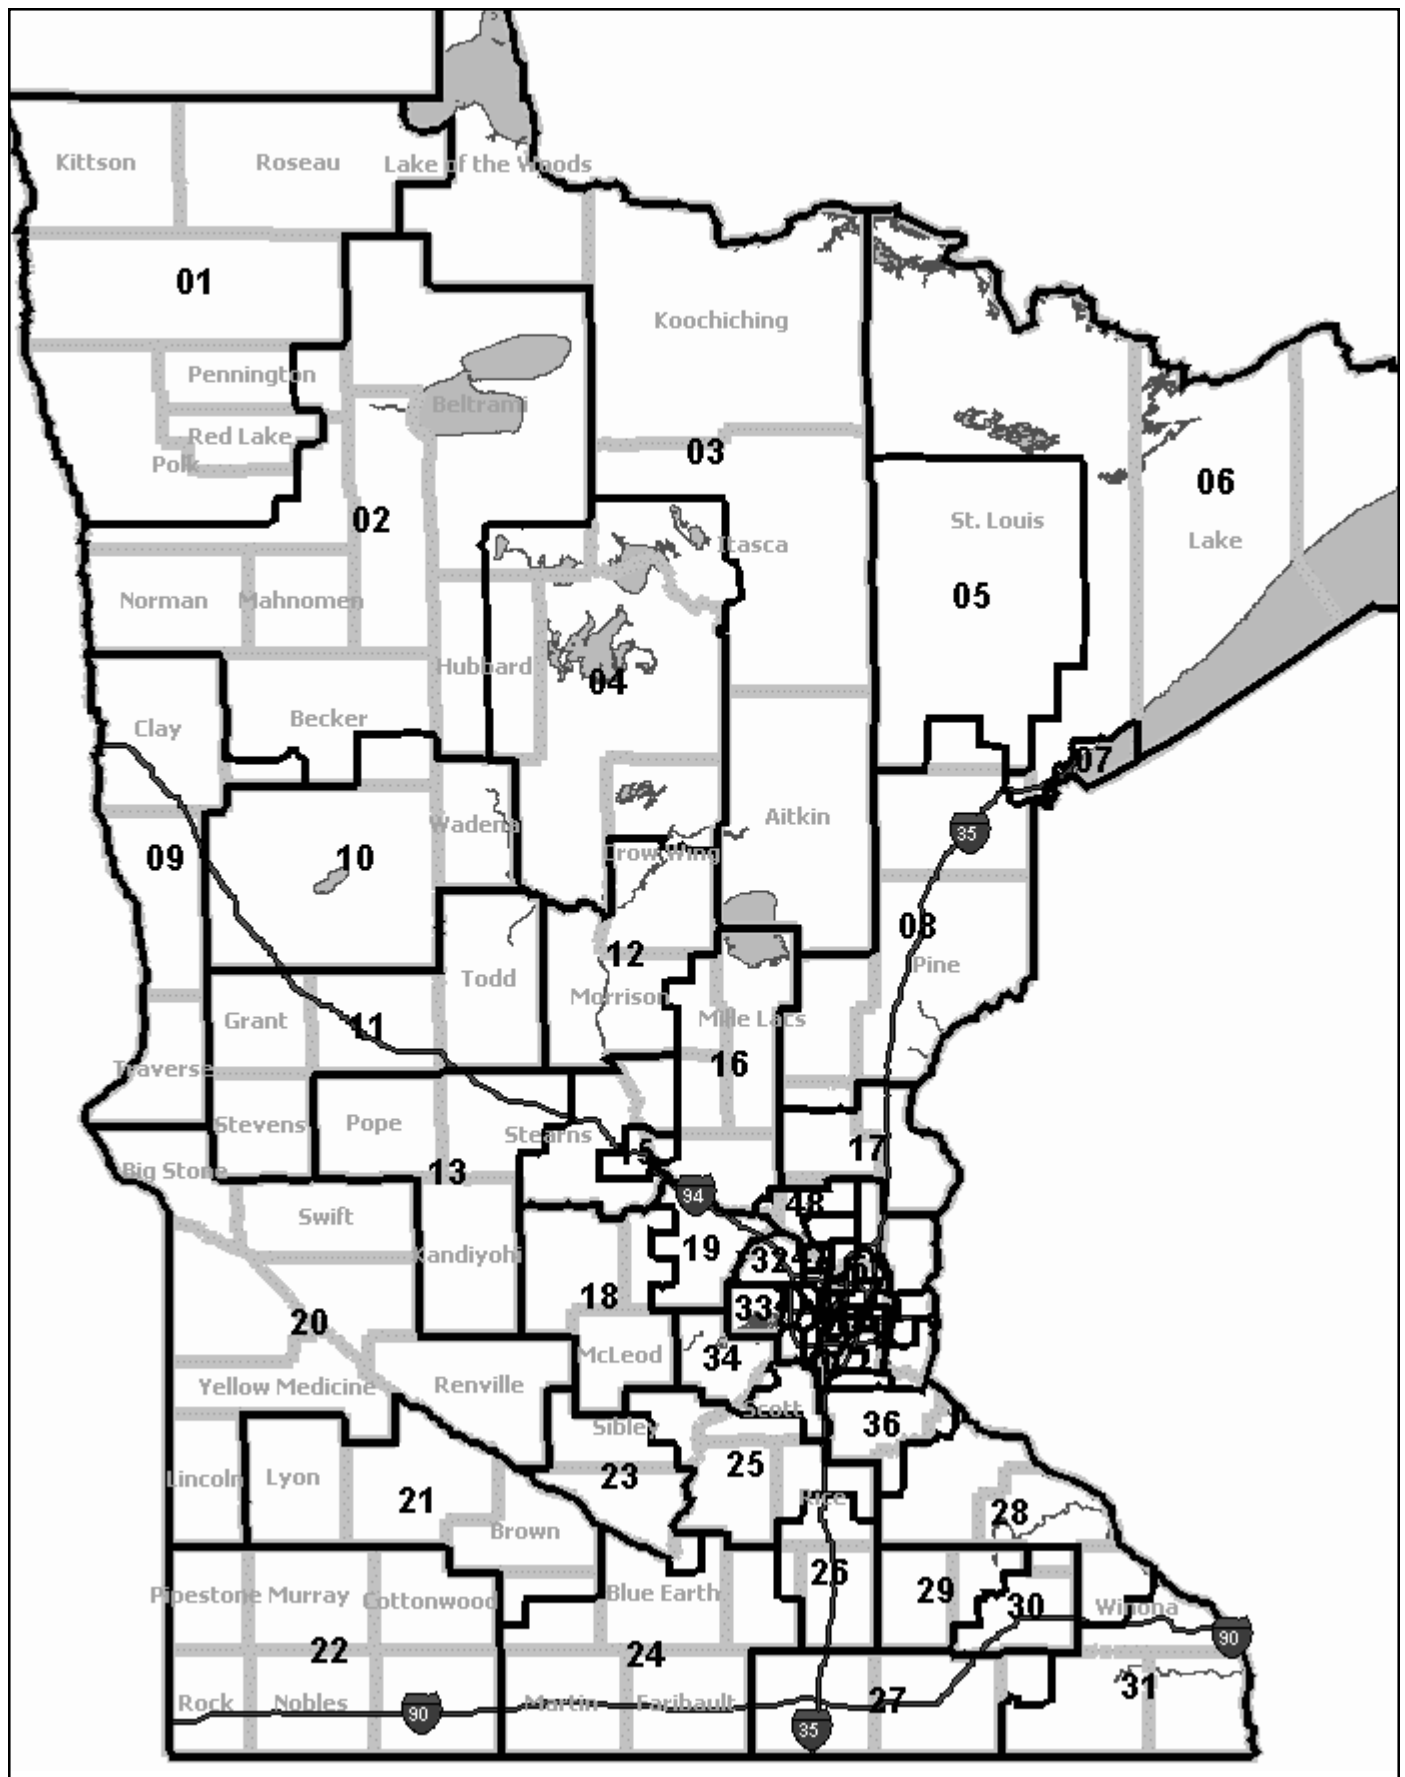 Kittson
Roseau
Lake of the Woods
01
Koochiching
Pennington
Beltrami
Red Lake
Polk
03
06
02
St. Louis
Itasca
Lake
05
Norman
Mahnomen
Hubbard
04
Becker
Clay
07
Aitkin
Wadena
35
Crow Wing
09
10
08
12
Pine
Todd
Morrison
Grant
Mille Lacs
11
16
Traverse
Stevens
Pope
Stearns
17
15
Big Stone
13
94
48
Swift
19
Kandiyohi
32
18
33
20
McLeod
34
Yellow Medicine
Renville
Scott
36
Sibley
25
Lincoln
Lyon
23
21
Rice
28
Brown
26
29
Pipestone
Murray
Cottonwood
Blue Earth
30
Winona
90
22
24
31
Rock
Nobles
Martin
Faribault
27
90
35